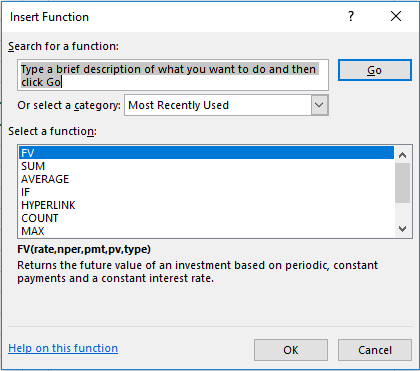 Insert Function
?
Search for a function:
Type a brief description of what you want to do and then
click Go
Go
Or select a category:
Most Recently Used
Select a function:
FV
SUM
AVERAGE
IF
HYPERLINK
COUNT
MAX
FV(rate,nper,pmt,pv,type)
Returns the future value of an investment based on periodic, constant
payments and a constant interest rate.
Help on this function
OK
Cancel